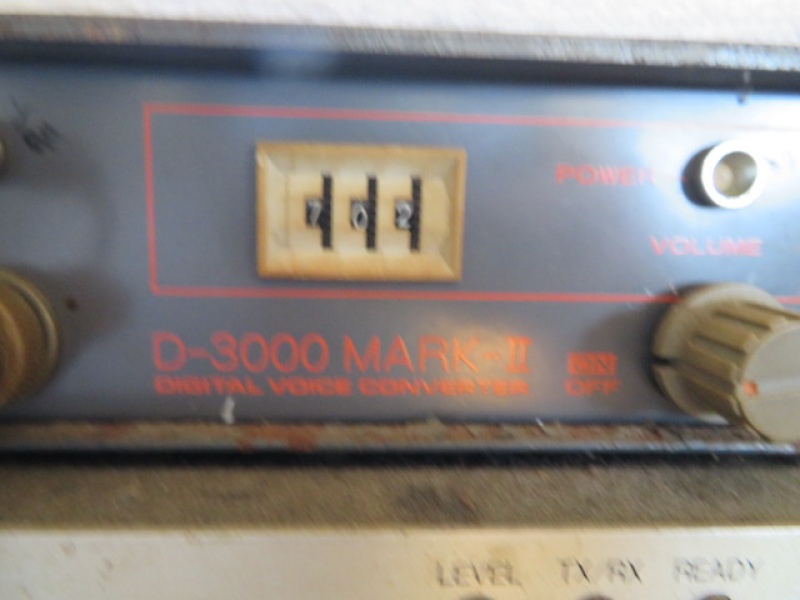 702
POWER
VOLUME
D-3000 MARK-II
DIGITAL VOICE CONVERTER
ON
OFF
LEVEL TX/RX READY